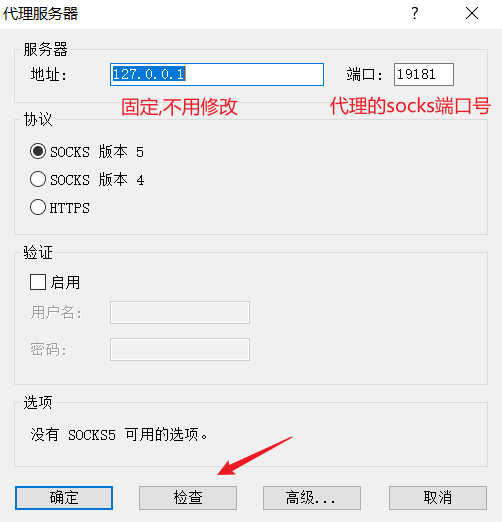 代理服务器
服务器
地址: 127.0.0.1 端口: 19181
固定,不用修改 代理的socks端口号
协议
SOCKS 版本 5
SOCKS 版本 4
HTTPS
验证
启用
用户名:
密码:
选项
没有 SOCKS5 可用的选项。
确定 检查 高级... 取消